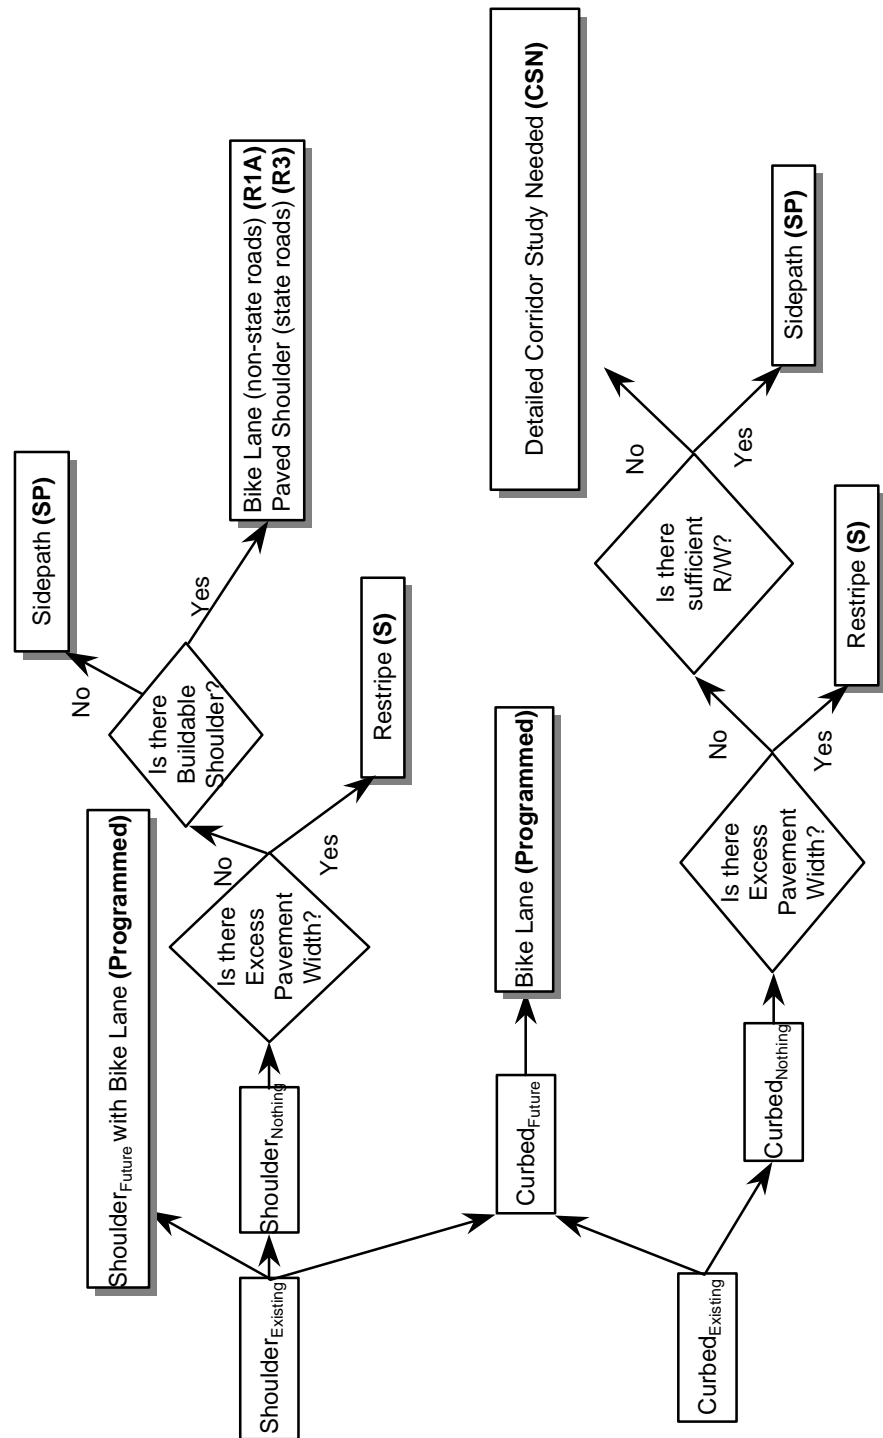 Shoulder_Existing
Shoulder_Future with Bike Lane (Programmed)
Shoulder_Nothing
Is there
Excess
Pavement
Width?
No
Yes
Restripe (S)
Is there
Buildable
Shoulder?
No
Yes
Sidepath (SP)
Bike Lane (non-state roads) (R1A)
Paved Shoulder (state roads) (R3)
Curbed_Future
Bike Lane (Programmed)
Curbed_Existing
Curbed_Nothing
Is there
Excess
Pavement
Width?
No
Yes
Restripe (S)
Is there
sufficient
R/W?
No
Yes
Detailed Corridor Study Needed (CSN)
Sidepath (SP)